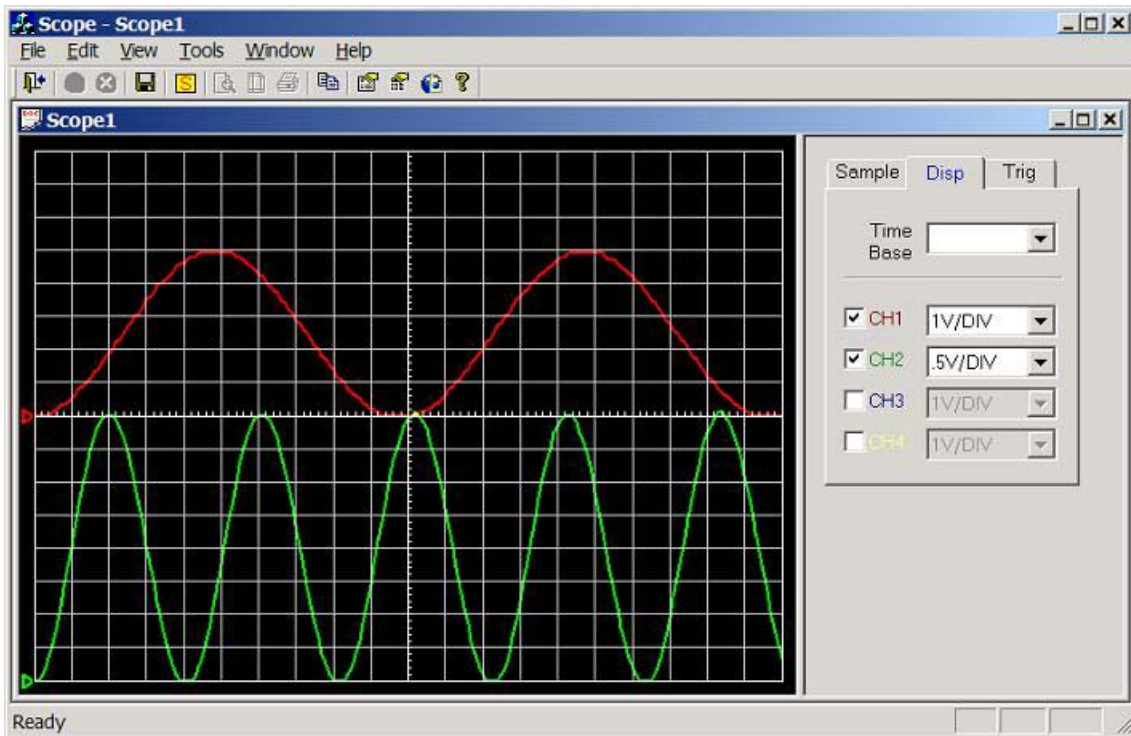 Scope - Scope1
File Edit View Tools Window Help
S
?
DOC
Scope1
Sample Disp Trig
Time
Base
CH1 1V/DIV
CH2 .5V/DIV
CH3 1V/DIV
CH4 1V/DIV
Ready